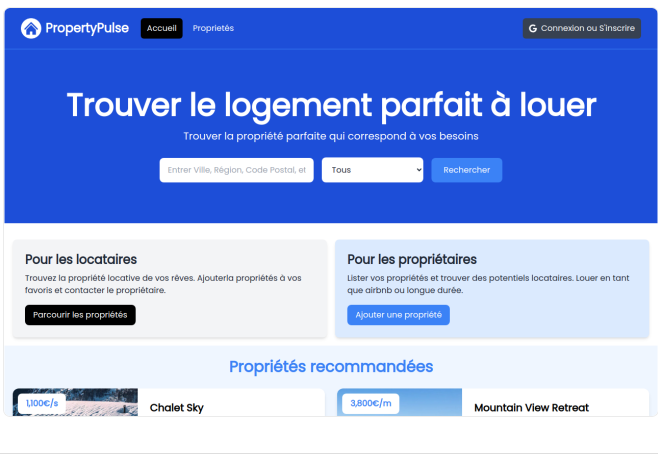 PropertyPulse Accueil Proprietés G Connexion ou S'inscrire
Trouver le logement parfait à louer
Trouver la propriété parfaite qui correspond à vos besoins
Entrer Ville, Région, Code Postal, et Tous Rechercher
Pour les locataires
Trouvez la propriété locative de vos rêves. Ajouterla propriétés à vos
favoris et contacter le propriétaire.
Parcourir les propriétés
Pour les propriétaires
Lister vos propriétés et trouver des potentiels locataires. Louer en tant
que airbnb ou longue durée.
Ajouter une propriété
Propriétés recommandées
1,100€/s
Chalet Sky
3,800€/m
Mountain View Retreat